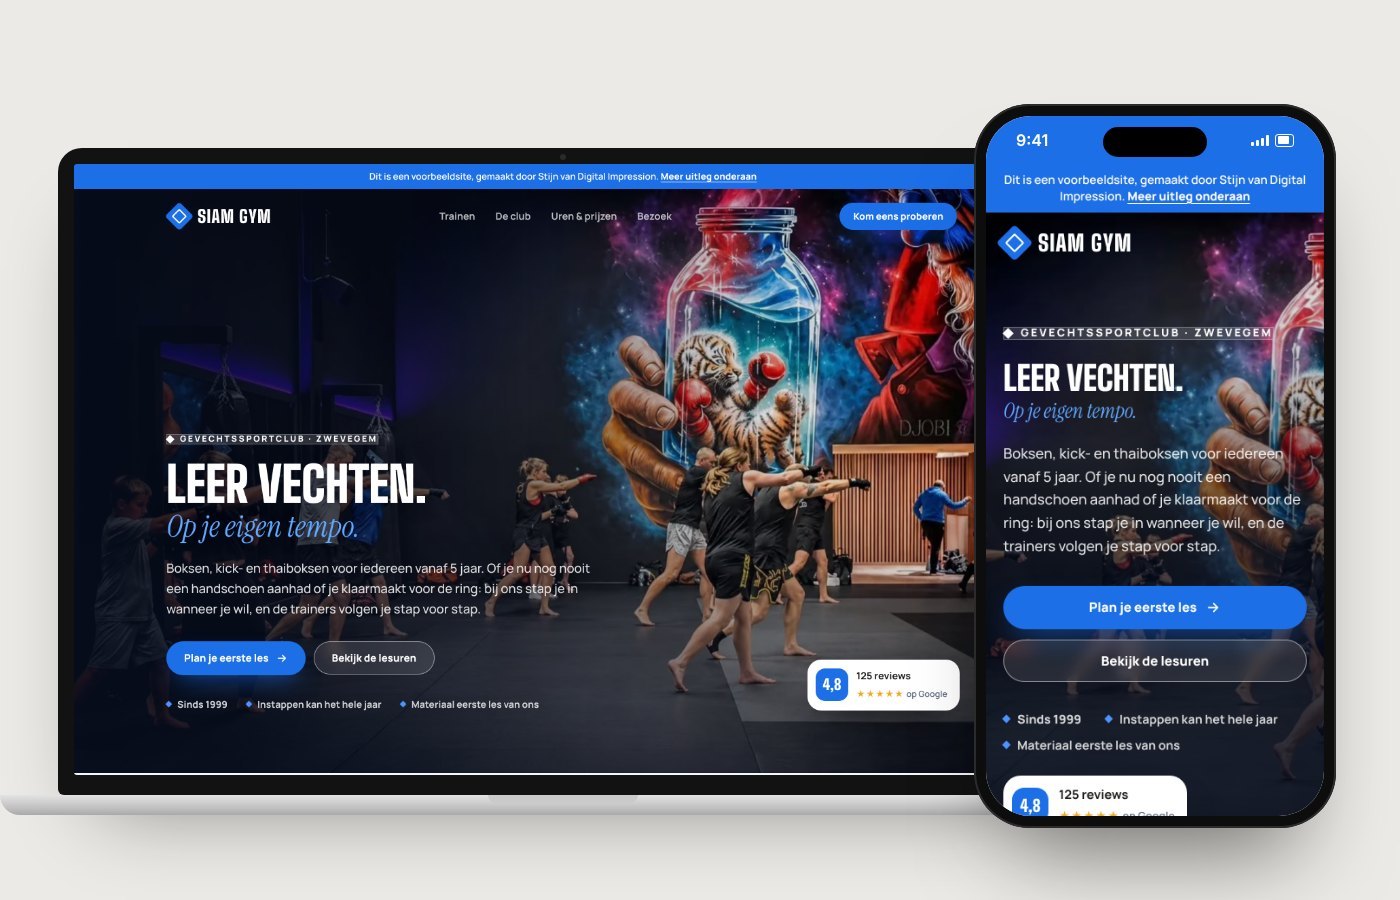 Dit is een voorbeeldsite, gemaakt door Stijn van Digital Impression. Meer uitleg onderaan
SIAM GYM
Trainen De club Uren & prijzen Bezoek
Kom eens proberen
DJOBI
GEVECHTSSPORTCLUB · ZWEVEGEM
LEER VECHTEN.
Op je eigen tempo.
Boksen, kick- en thaiboksen voor iedereen vanaf 5 jaar. Of je nu nog nooit
een handschoen aanhad of je klaarmaakt voor de ring: bij ons stap je in
wanneer je wil, en de trainers volgen je stap voor stap.
Plan je eerste les →
Bekijk de lesuren
4,8
125 reviews
★★★★★ op Google
Sinds 1999 Instappen kan het hele jaar Materiaal eerste les van ons
9:41
Dit is een voorbeeldsite, gemaakt door Stijn van Digital
Impression. Meer uitleg onderaan
SIAM GYM
GEVECHTSSPORTCLUB · ZWEVEGEM
LEER VECHTEN.
Op je eigen tempo.
Boksen, kick- en thaiboksen voor iedereen
vanaf 5 jaar. Of je nu nog nooit een
handschoen aanhad of je klaarmaakt voor de
ring: bij ons stap je in wanneer je wil, en de
trainers volgen je stap voor stap.
Plan je eerste les →
Bekijk de lesuren
Sinds 1999 Instappen kan het hele jaar
Materiaal eerste les van ons
4,8
125 reviews
★★★★★ op Google